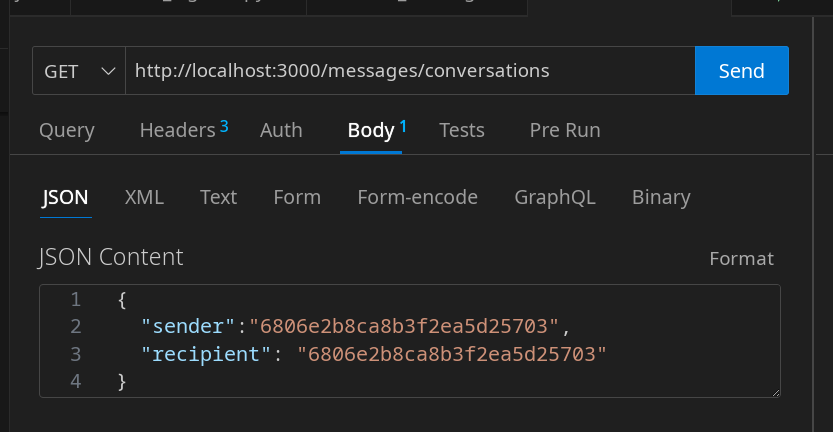 GET http://localhost:3000/messages/conversations Send
Query Headers 3 Auth Body 1 Tests Pre Run
JSON XML Text Form Form-encode GraphQL Binary
JSON Content Format
1 {
2 "sender":"6806e2b8ca8b3f2ea5d25703",
3 "recipient": "6806e2b8ca8b3f2ea5d25703"
4 }